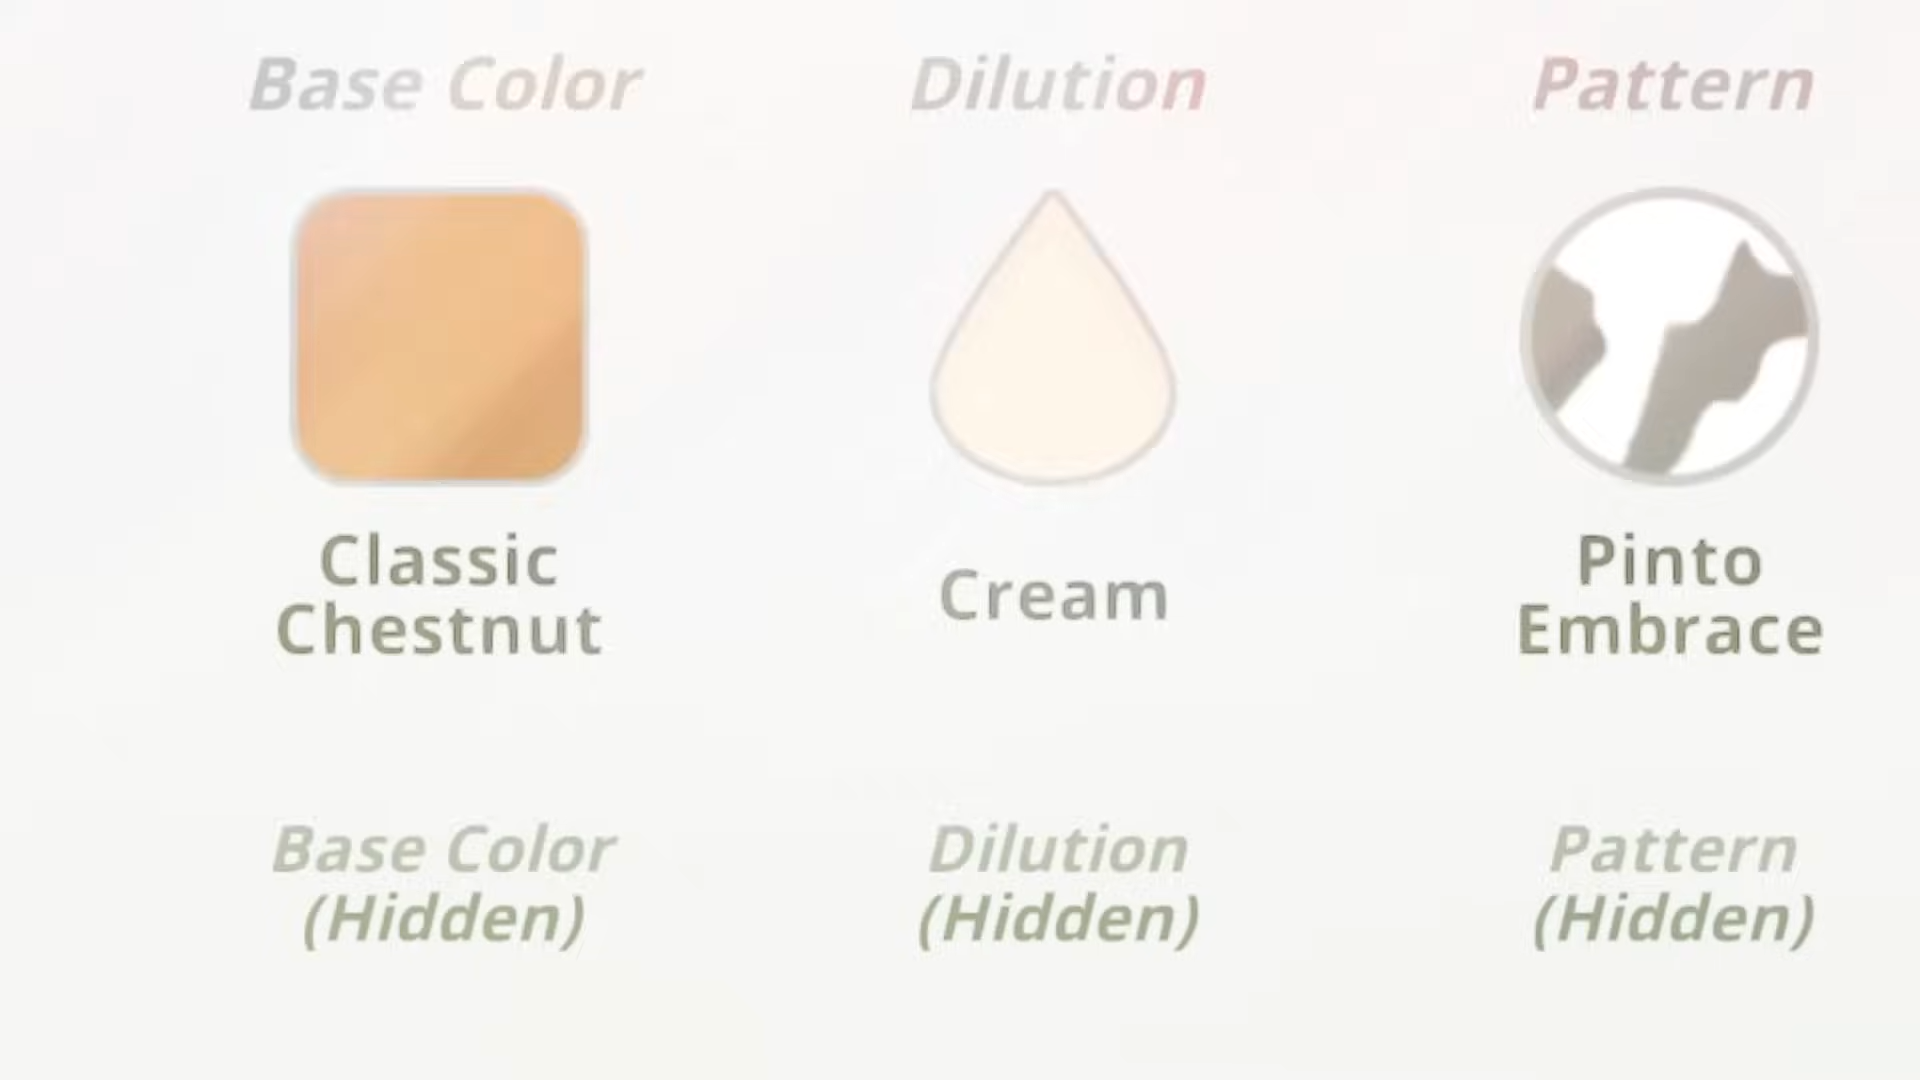 Base Color
Dilution
Pattern
Classic
Chestnut
Cream
Pinto
Embrace
Base Color
(Hidden)
Dilution
(Hidden)
Pattern
(Hidden)